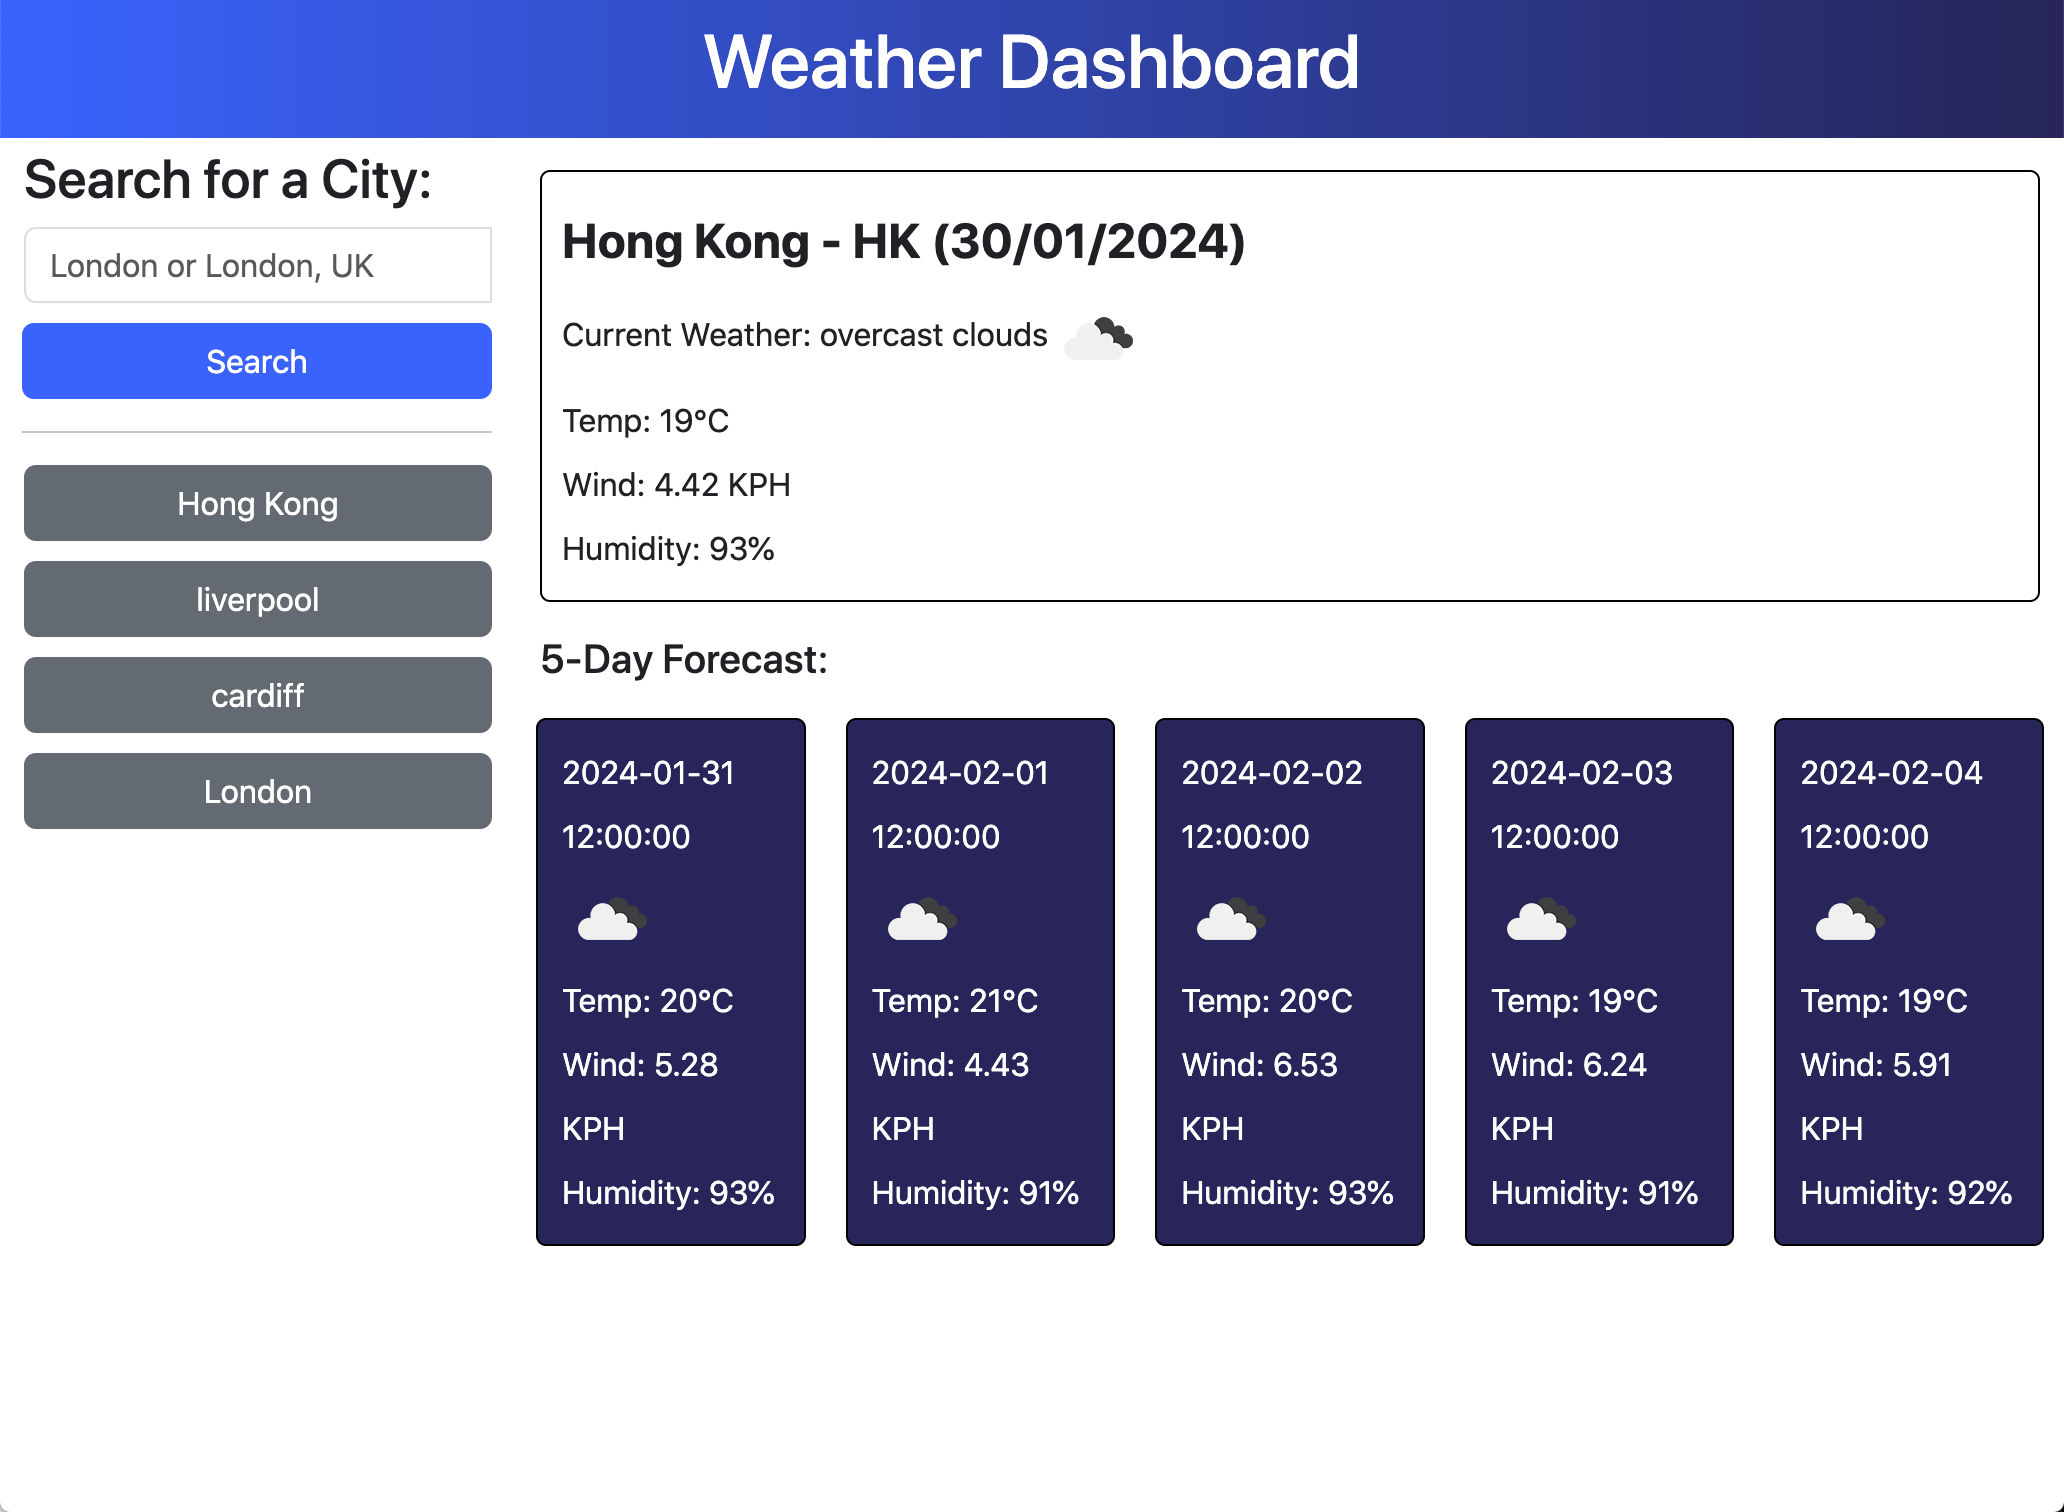 Weather Dashboard
Search for a City:
London or London, UK
Search
Hong Kong
liverpool
cardiff
London
Hong Kong - HK (30/01/2024)
Current Weather: overcast clouds
Temp: 19°C
Wind: 4.42 KPH
Humidity: 93%
5-Day Forecast:
2024-01-31
12:00:00
Temp: 20°C
Wind: 5.28
KPH
Humidity: 93%
2024-02-01
12:00:00
Temp: 21°C
Wind: 4.43
KPH
Humidity: 91%
2024-02-02
12:00:00
Temp: 20°C
Wind: 6.53
KPH
Humidity: 93%
2024-02-03
12:00:00
Temp: 19°C
Wind: 6.24
KPH
Humidity: 91%
2024-02-04
12:00:00
Temp: 19°C
Wind: 5.91
KPH
Humidity: 92%